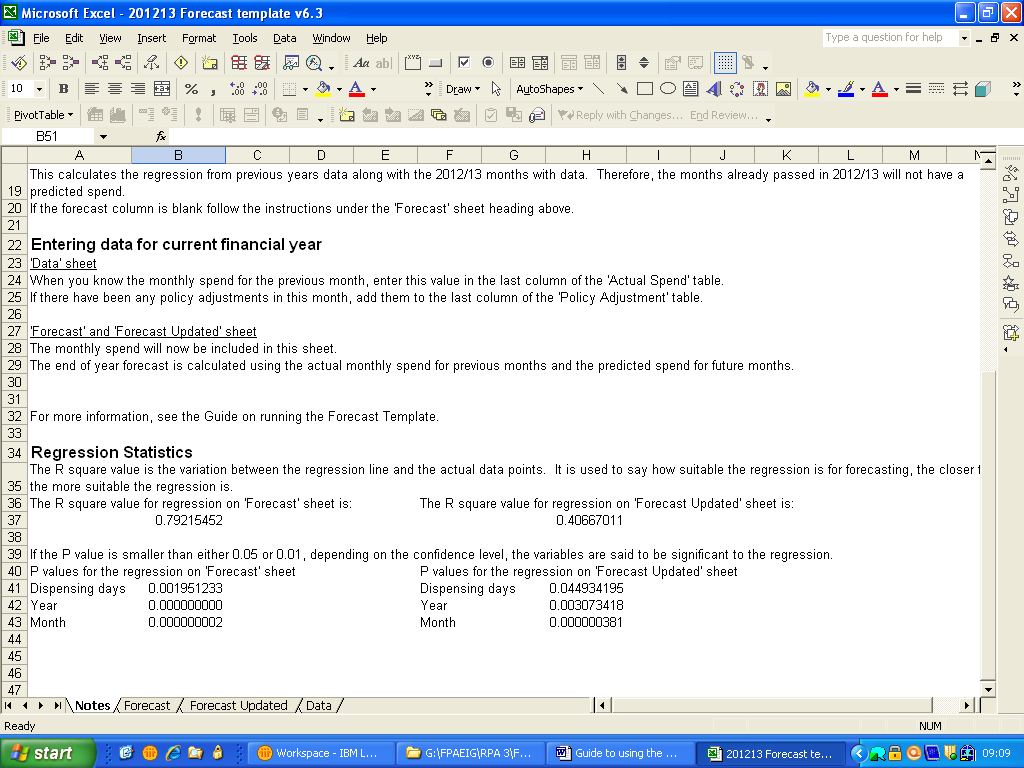 Microsoft Excel - 201213 Forecast template v6.3
File Edit View Insert Format Tools Data Window Help
Type a question for help
Aa ab
10 B % ,
Draw AutoShapes A
PivotTable
Reply with Changes... End Review...
B51 fx
A B C D E F G H I J K L M
This calculates the regression from previous years data along with the 2012/13 months with data. Therefore, the months already passed in 2012/13 will not have a
19 predicted spend.
20 If the forecast column is blank follow the instructions under the 'Forecast' sheet heading above.
21
22 Entering data for current financial year
23 'Data' sheet
24 When you know the monthly spend for the previous month, enter this value in the last column of the 'Actual Spend' table.
25 If there have been any policy adjustments in this month, add them to the last column of the 'Policy Adjustment' table.
26
27 'Forecast' and 'Forecast Updated' sheet
28 The monthly spend will now be included in this sheet.
29 The end of year forecast is calculated using the actual monthly spend for previous months and the predicted spend for future months.
30
31
32 For more information, see the Guide on running the Forecast Template.
33
34 Regression Statistics
The R square value is the variation between the regression line and the actual data points. It is used to say how suitable the regression is for forecasting, the closer
35 the more suitable the regression is.
36 The R square value for regression on 'Forecast' sheet is: The R square value for regression on 'Forecast Updated' sheet is:
37 0.79215452 0.40667011
38
39 If the P value is smaller than either 0.05 or 0.01, depending on the confidence level, the variables are said to be significant to the regression.
40 P values for the regression on 'Forecast' sheet P values for the regression on 'Forecast Updated' sheet
41 Dispensing days 0.001951233 Dispensing days 0.044934195
42 Year 0.000000000 Year 0.003073418
43 Month 0.000000002 Month 0.000000381
44
45
46
47
Notes Forecast Forecast Updated Data
Ready NUM
start Workspace - IBM L... G:\FPAEIG\RPA 3\F... Guide to using the ... 201213 Forecast te... 09:09